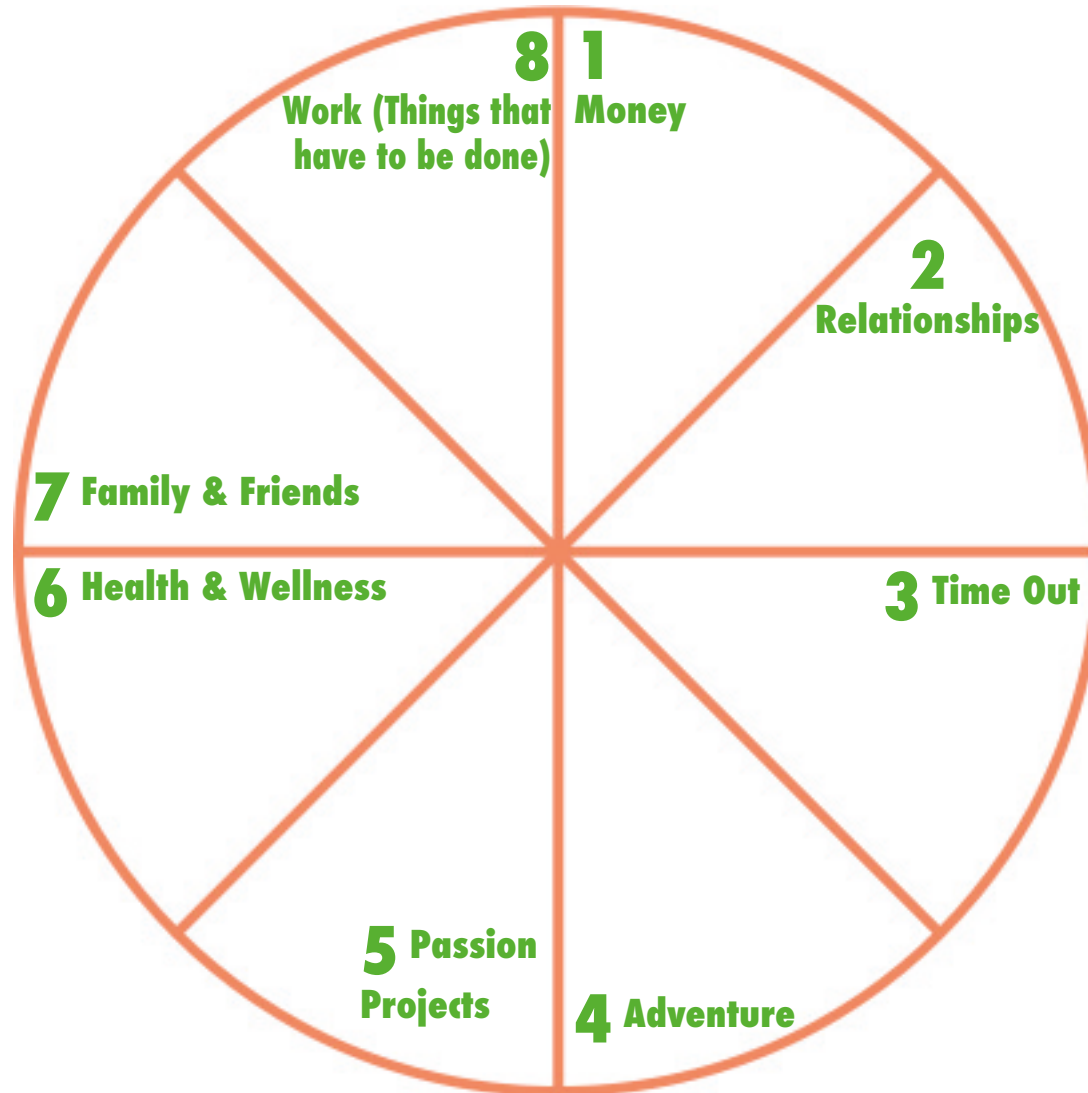 1
Money
2
Relationships
3 Time Out
4 Adventure
5 Passion
Projects
6 Health & Wellness
7 Family & Friends
8
Work (Things that
have to be done)